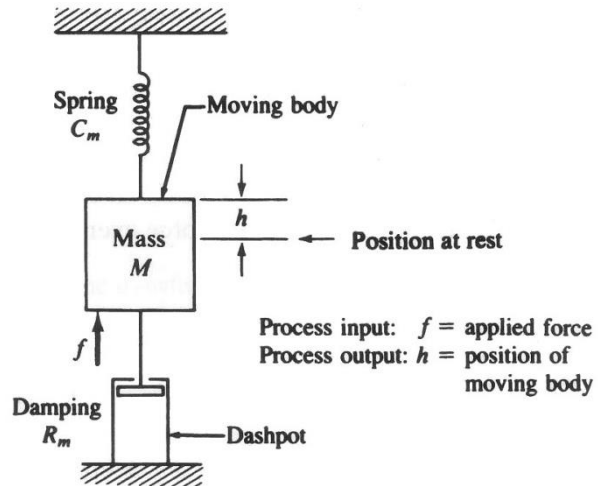 Spring
C_m
Moving body
h
Mass
M
Position at rest
f
Process input: f = applied force
Process output: h = position of
moving body
Damping
R_m
Dashpot